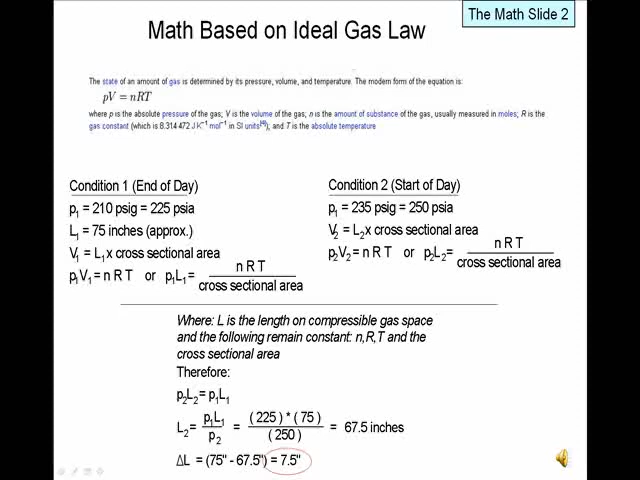 The Math Slide 2
Math Based on Ideal Gas Law
The state of an amount of gas is determined by its pressure, volume, and temperature. The modern form of the equation is:
pV = nRT
where p is the absolute pressure of the gas; V is the volume of the gas; n is the amount of substance of the gas, usually measured in moles; R is the
gas constant (which is 8.314 472 J K⁻¹ mol⁻¹ in SI units[4]); and T is the absolute temperature
Condition 1 (End of Day)
p₁ = 210 psig = 225 psia
L₁ = 75 inches (approx.)
V₁ = L₁ x cross sectional area
p₁V₁ = n R T or p₁L₁ = n R T
cross sectional area
Condition 2 (Start of Day)
p₁ = 235 psig = 250 psia
V₂ = L₂ x cross sectional area
p₂V₂ = n R T or p₂L₂ = n R T
cross sectional area
Where: L is the length on compressible gas space
and the following remain constant: n,R,T and the
cross sectional area
Therefore:
p₂L₂ = p₁L₁
L₂ = p₁L₁ / p₂ = (225) * (75) / (250) = 67.5 inches
ΔL = (75" - 67.5") = 7.5"